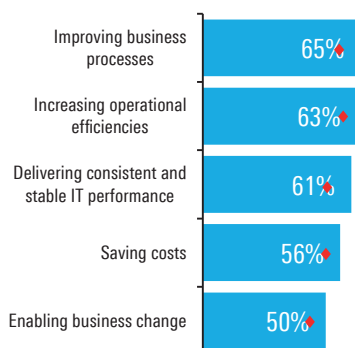 Improving business
processes
65%
Increasing operational
efficiencies
63%
Delivering consistent and
stable IT performance
61%
Saving costs
56%
Enabling business change
50%